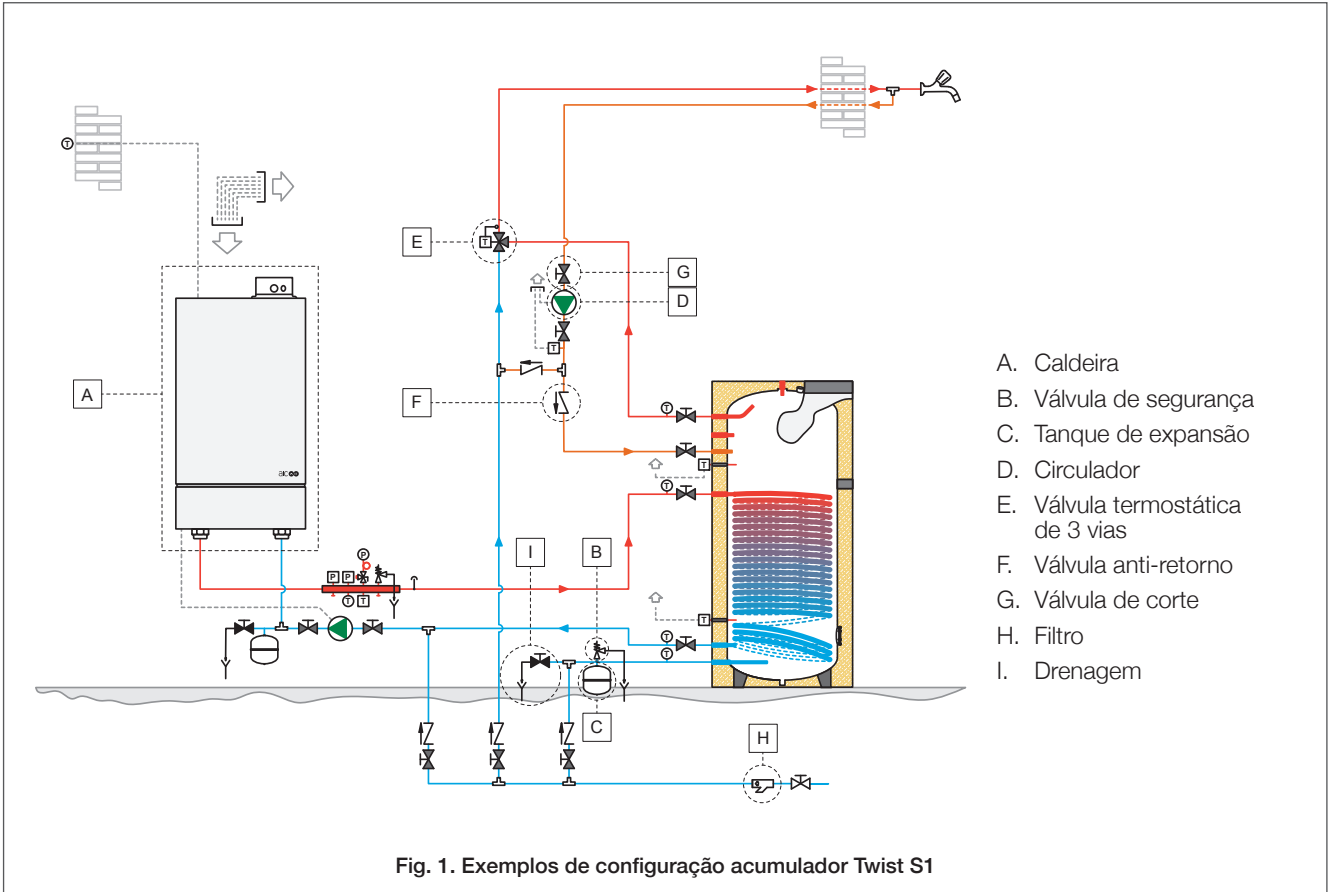 T
E
G
D
T
T
A
F
T
T
T
aic
I
B
P
P
P
T
T
T
T
T
C
H
A. Caldeira
B. Válvula de segurança
C. Tanque de expansão
D. Circulador
E. Válvula termostática
de 3 vias
F. Válvula anti-retorno
G. Válvula de corte
H. Filtro
I. Drenagem
Fig. 1. Exemplos de configuração acumulador Twist S1